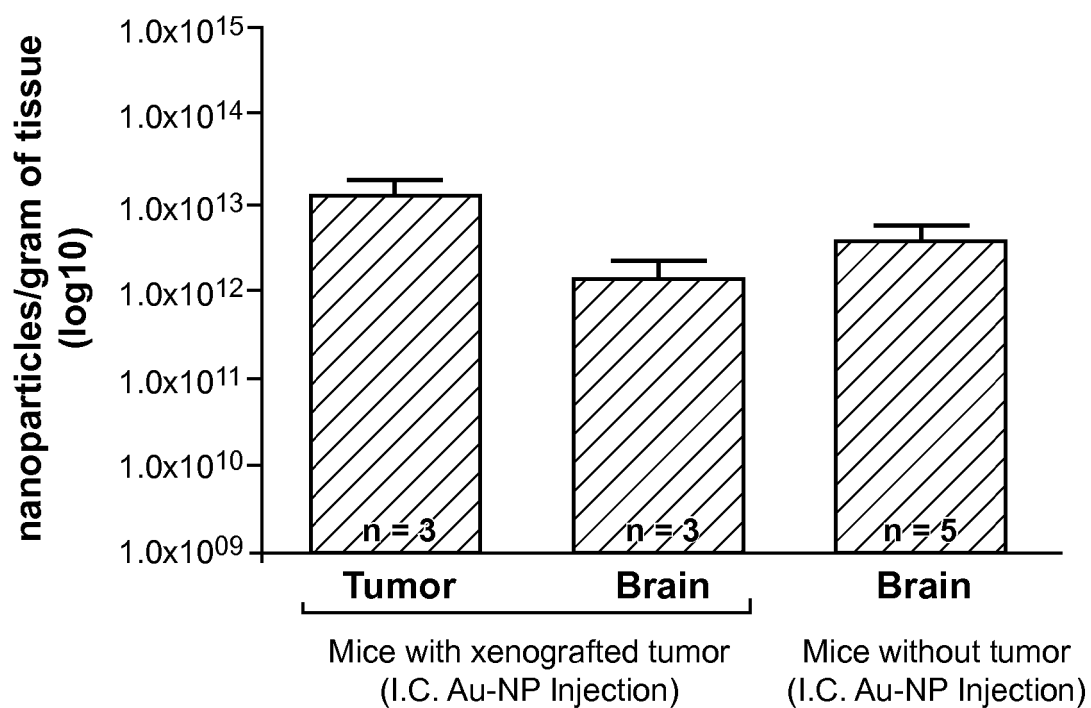 nanoparticles/gram of tissue
(log10)
1.0x10¹⁵
1.0x10¹⁴
1.0x10¹³
1.0x10¹²
1.0x10¹¹
1.0x10¹⁰
1.0x10⁰⁹
n = 3
n = 3
n = 5
Tumor
Brain
Brain
Mice with xenografted tumor
(I.C. Au-NP Injection)
Mice without tumor
(I.C. Au-NP Injection)